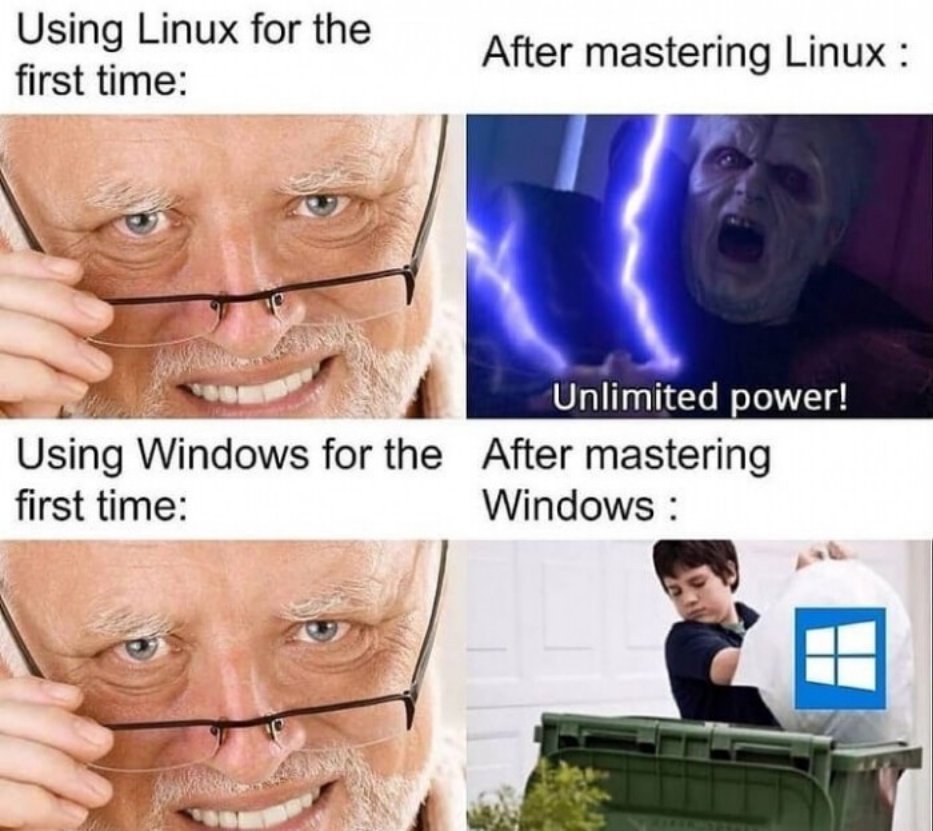 Using Linux for the
first time:
After mastering Linux :
Unlimited power!
Using Windows for the
first time:
After mastering
Windows :